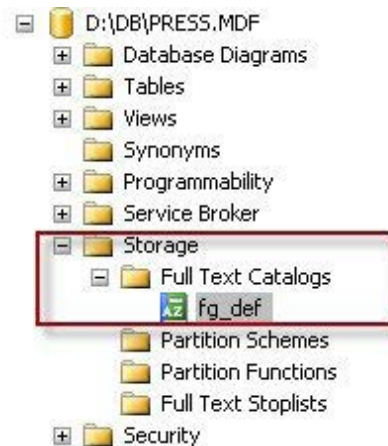 D:\DB\PRESS.MDF
Database Diagrams
Tables
Views
Synonyms
Programmability
Service Broker
Storage
Full Text Catalogs
AZ fg_def
Partition Schemes
Partition Functions
Full Text Stoplists
Security